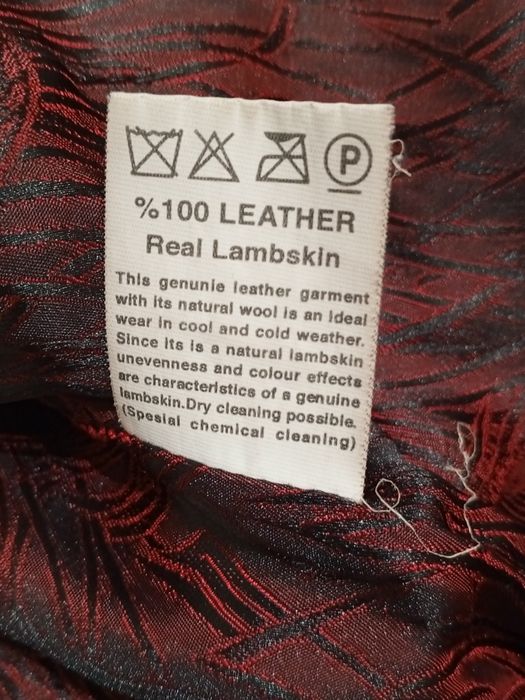 P
%100 LEATHER
Real Lambskin
This genunie leather garment
with its natural wool is an ideal
wear in cool and cold weather.
Since its is a natural lambskin
unevenness and colour effects
are characteristics of a genuine
lambskin.Dry cleaning possible.
(Spesial chemical cleaning)